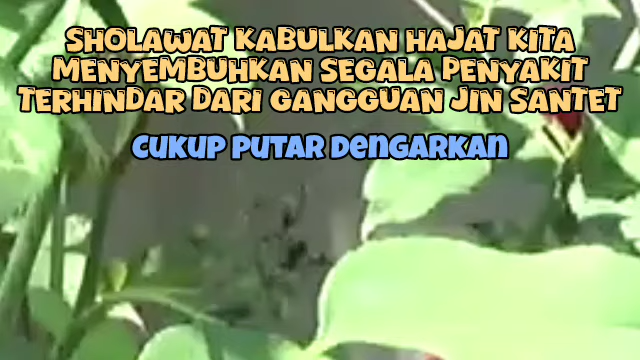 SHOLAWAT KABULKAN HAJAT KITA
MENYEMBUHKAN SEGALA PENYAKIT
TERHINDAR DARI GANGGUAN JIN SANTET
CUKUP PUTAR DENGARKAN